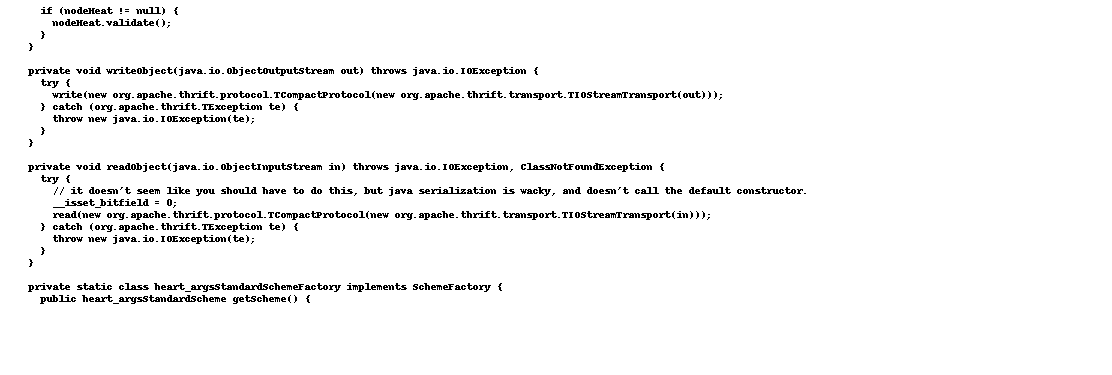 if (nodeHeat != null) {
nodeHeat.validate();
}
}
private void writeObject(java.io.ObjectOutputStream out) throws java.io.IOException {
try {
write(new org.apache.thrift.protocol.TCompactProtocol(new org.apache.thrift.transport.TIOStreamTransport(out)));
} catch (org.apache.thrift.TException te) {
throw new java.io.IOException(te);
}
}
private void readObject(java.io.ObjectInputStream in) throws java.io.IOException, ClassNotFoundException {
try {
// it doesn't seem like you should have to do this, but java serialization is wacky, and doesn't call the default constructor.
__isset_bitfield = 0;
read(new org.apache.thrift.protocol.TCompactProtocol(new org.apache.thrift.transport.TIOStreamTransport(in)));
} catch (org.apache.thrift.TException te) {
throw new java.io.IOException(te);
}
}
private static class heart_argsStandardSchemeFactory implements SchemeFactory {
public heart_argsStandardScheme getScheme() {